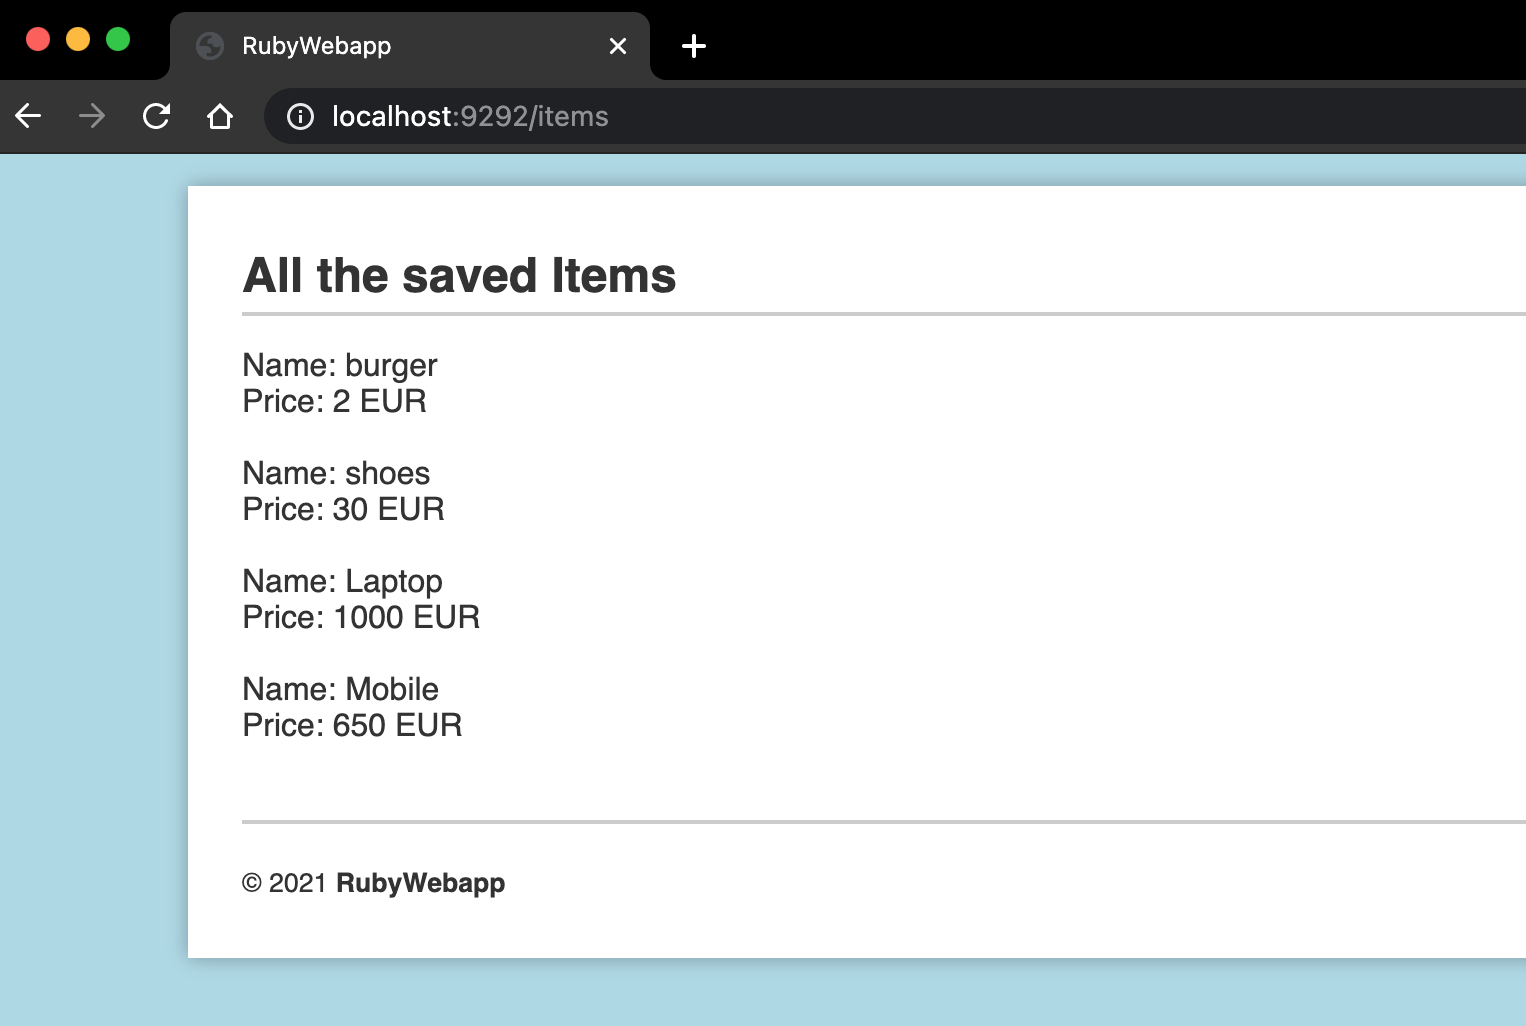 RubyWebapp
localhost:9292/items
All the saved Items
Name: burger
Price: 2 EUR
Name: shoes
Price: 30 EUR
Name: Laptop
Price: 1000 EUR
Name: Mobile
Price: 650 EUR
© 2021 RubyWebapp